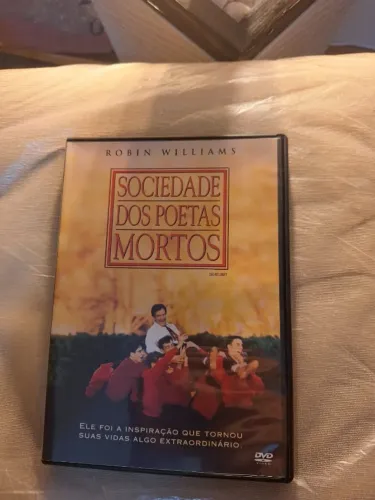 ROBIN WILLIAMS
SOCIEDADE
DOS POETAS
MORTOS
ELE FOI A INSPIRAÇÃO QUE TORNOU
SUAS VIDAS ALGO EXTRAORDINÁRIO.
DVD